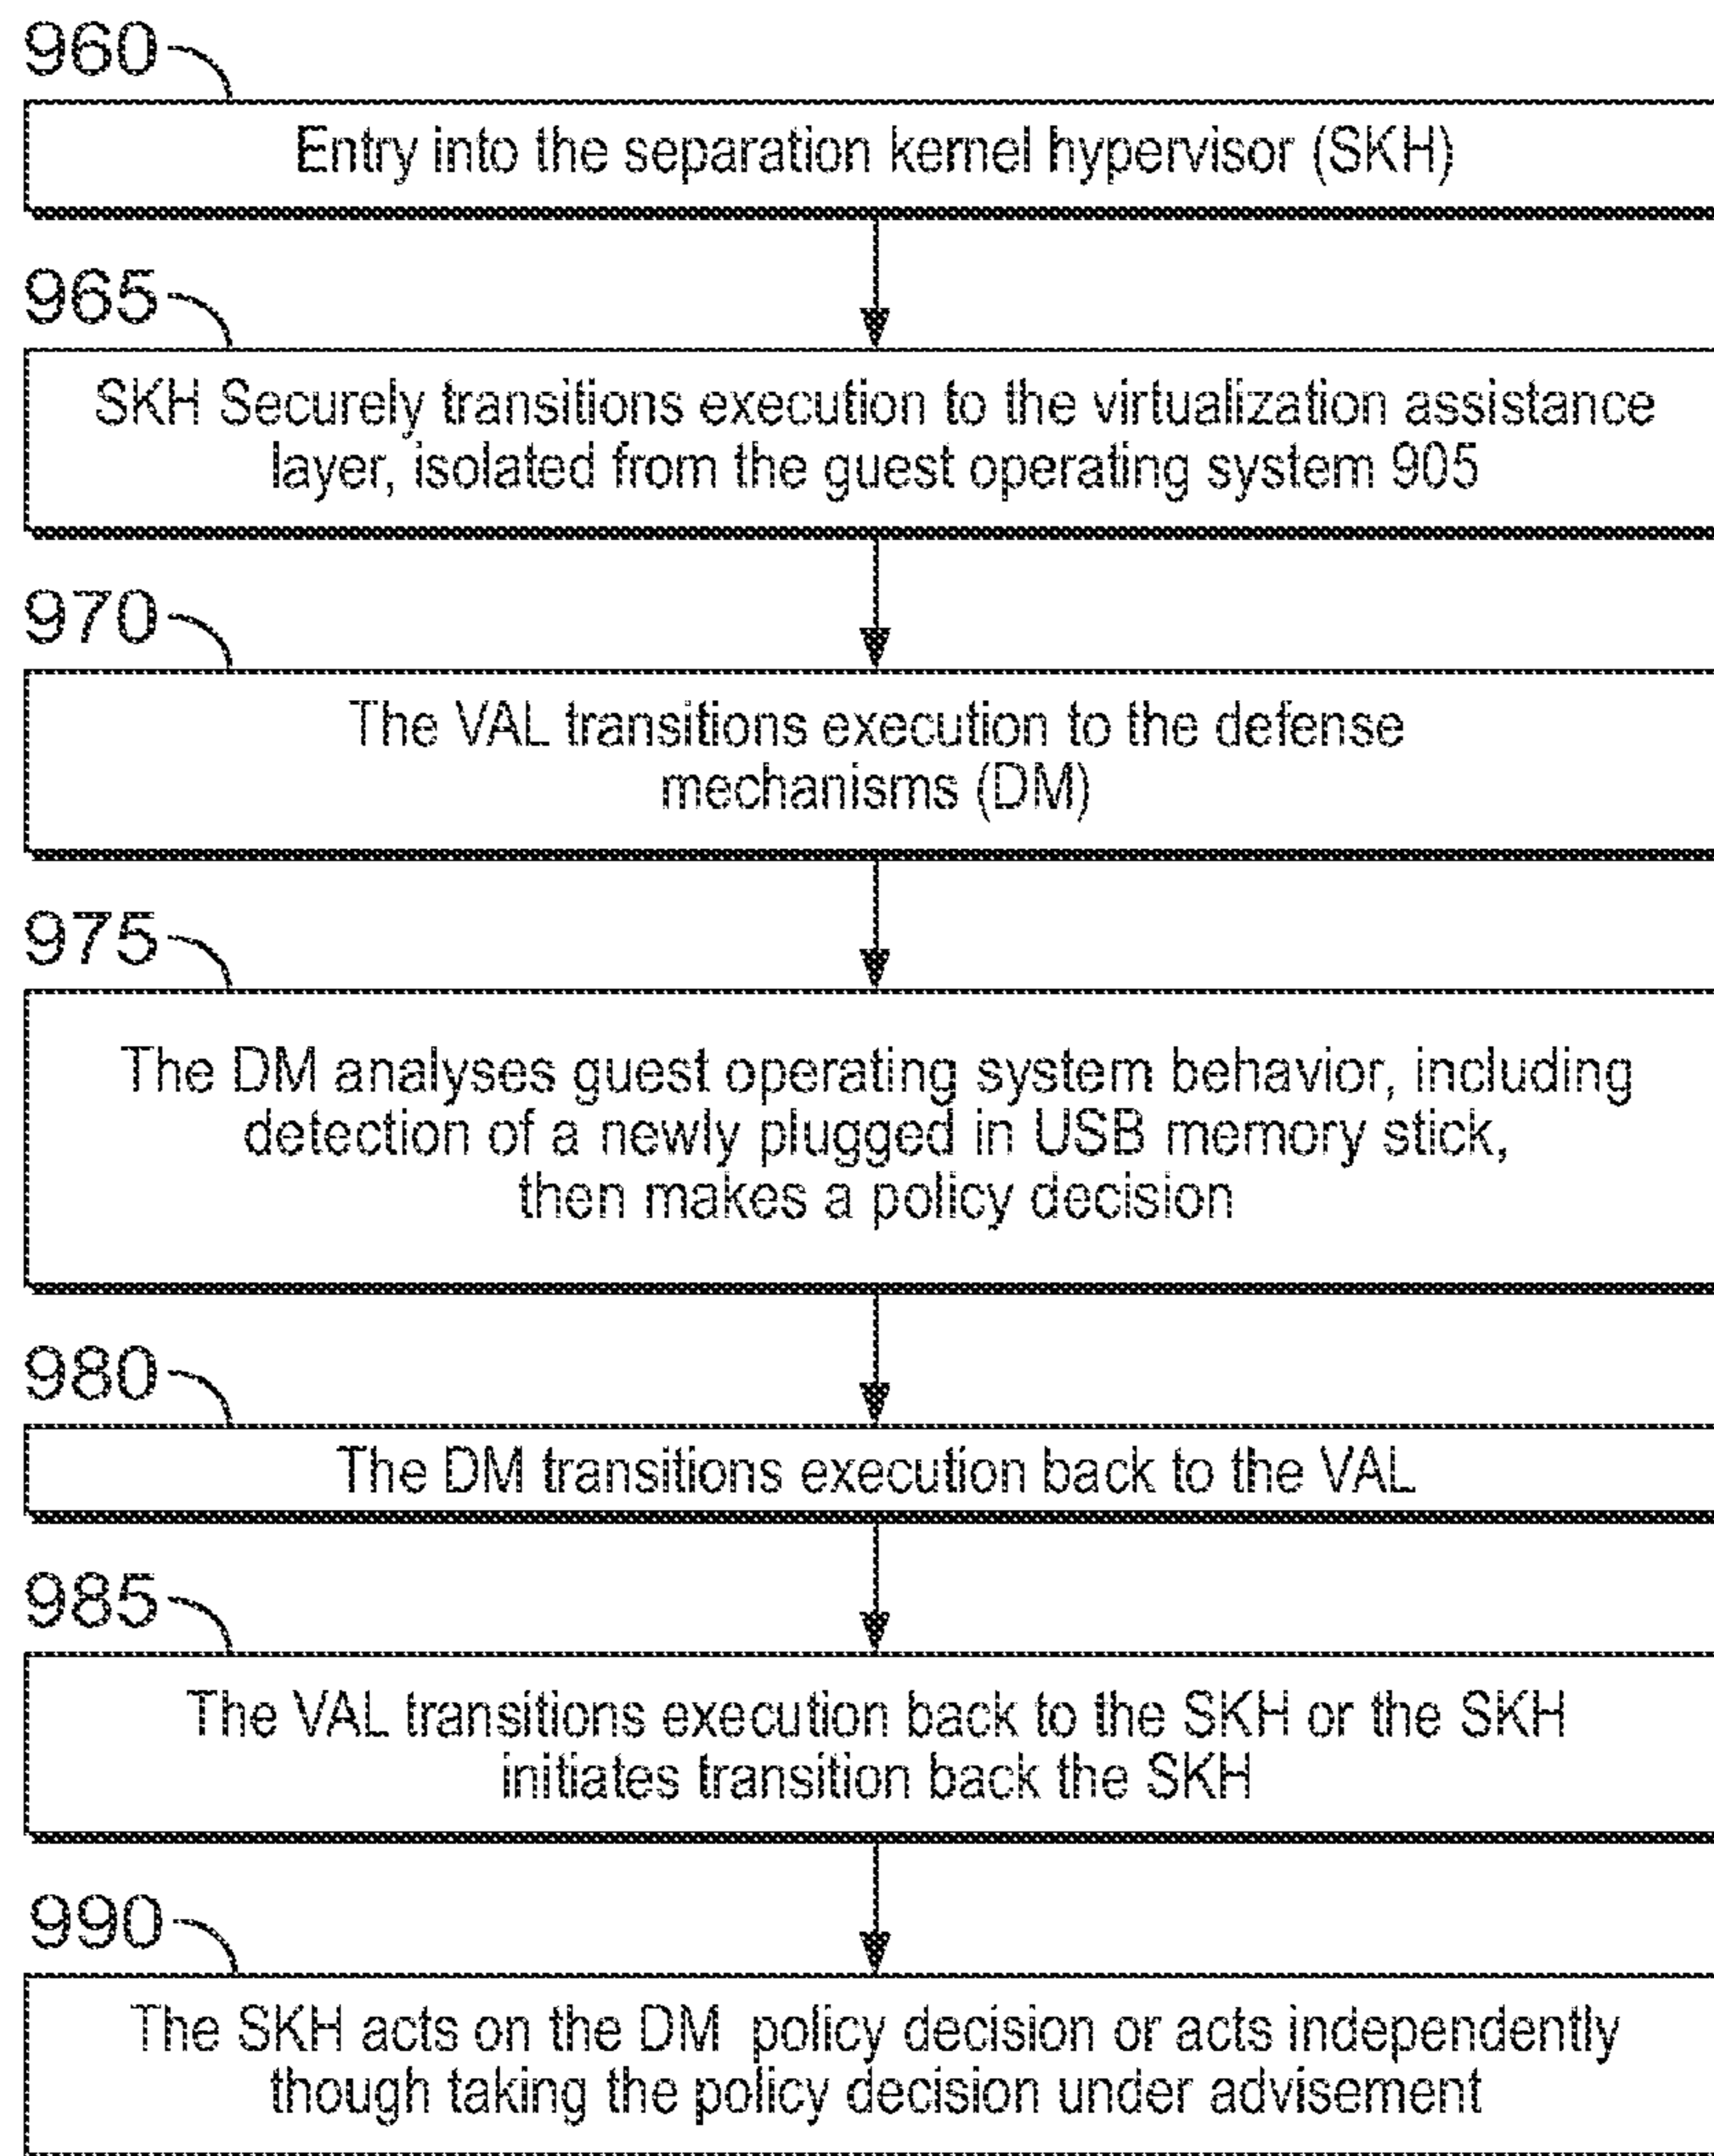 960
Entry into the separation kernel hypervisor (SKH)
965
SKH Securely transitions execution to the virtualization assistance
layer, isolated from the guest operating system 905
970
The VAL transitions execution to the defense
mechanisms (DM)
975
The DM analyses guest operating system behavior, including
detection of a newly plugged in USB memory stick,
then makes a policy decision
980
The DM transitions execution back to the VAL
985
The VAL transitions execution back to the SKH or the SKH
initiates transition back the SKH
990
The SKH acts on the DM policy decision or acts independently
though taking the policy decision under advisement